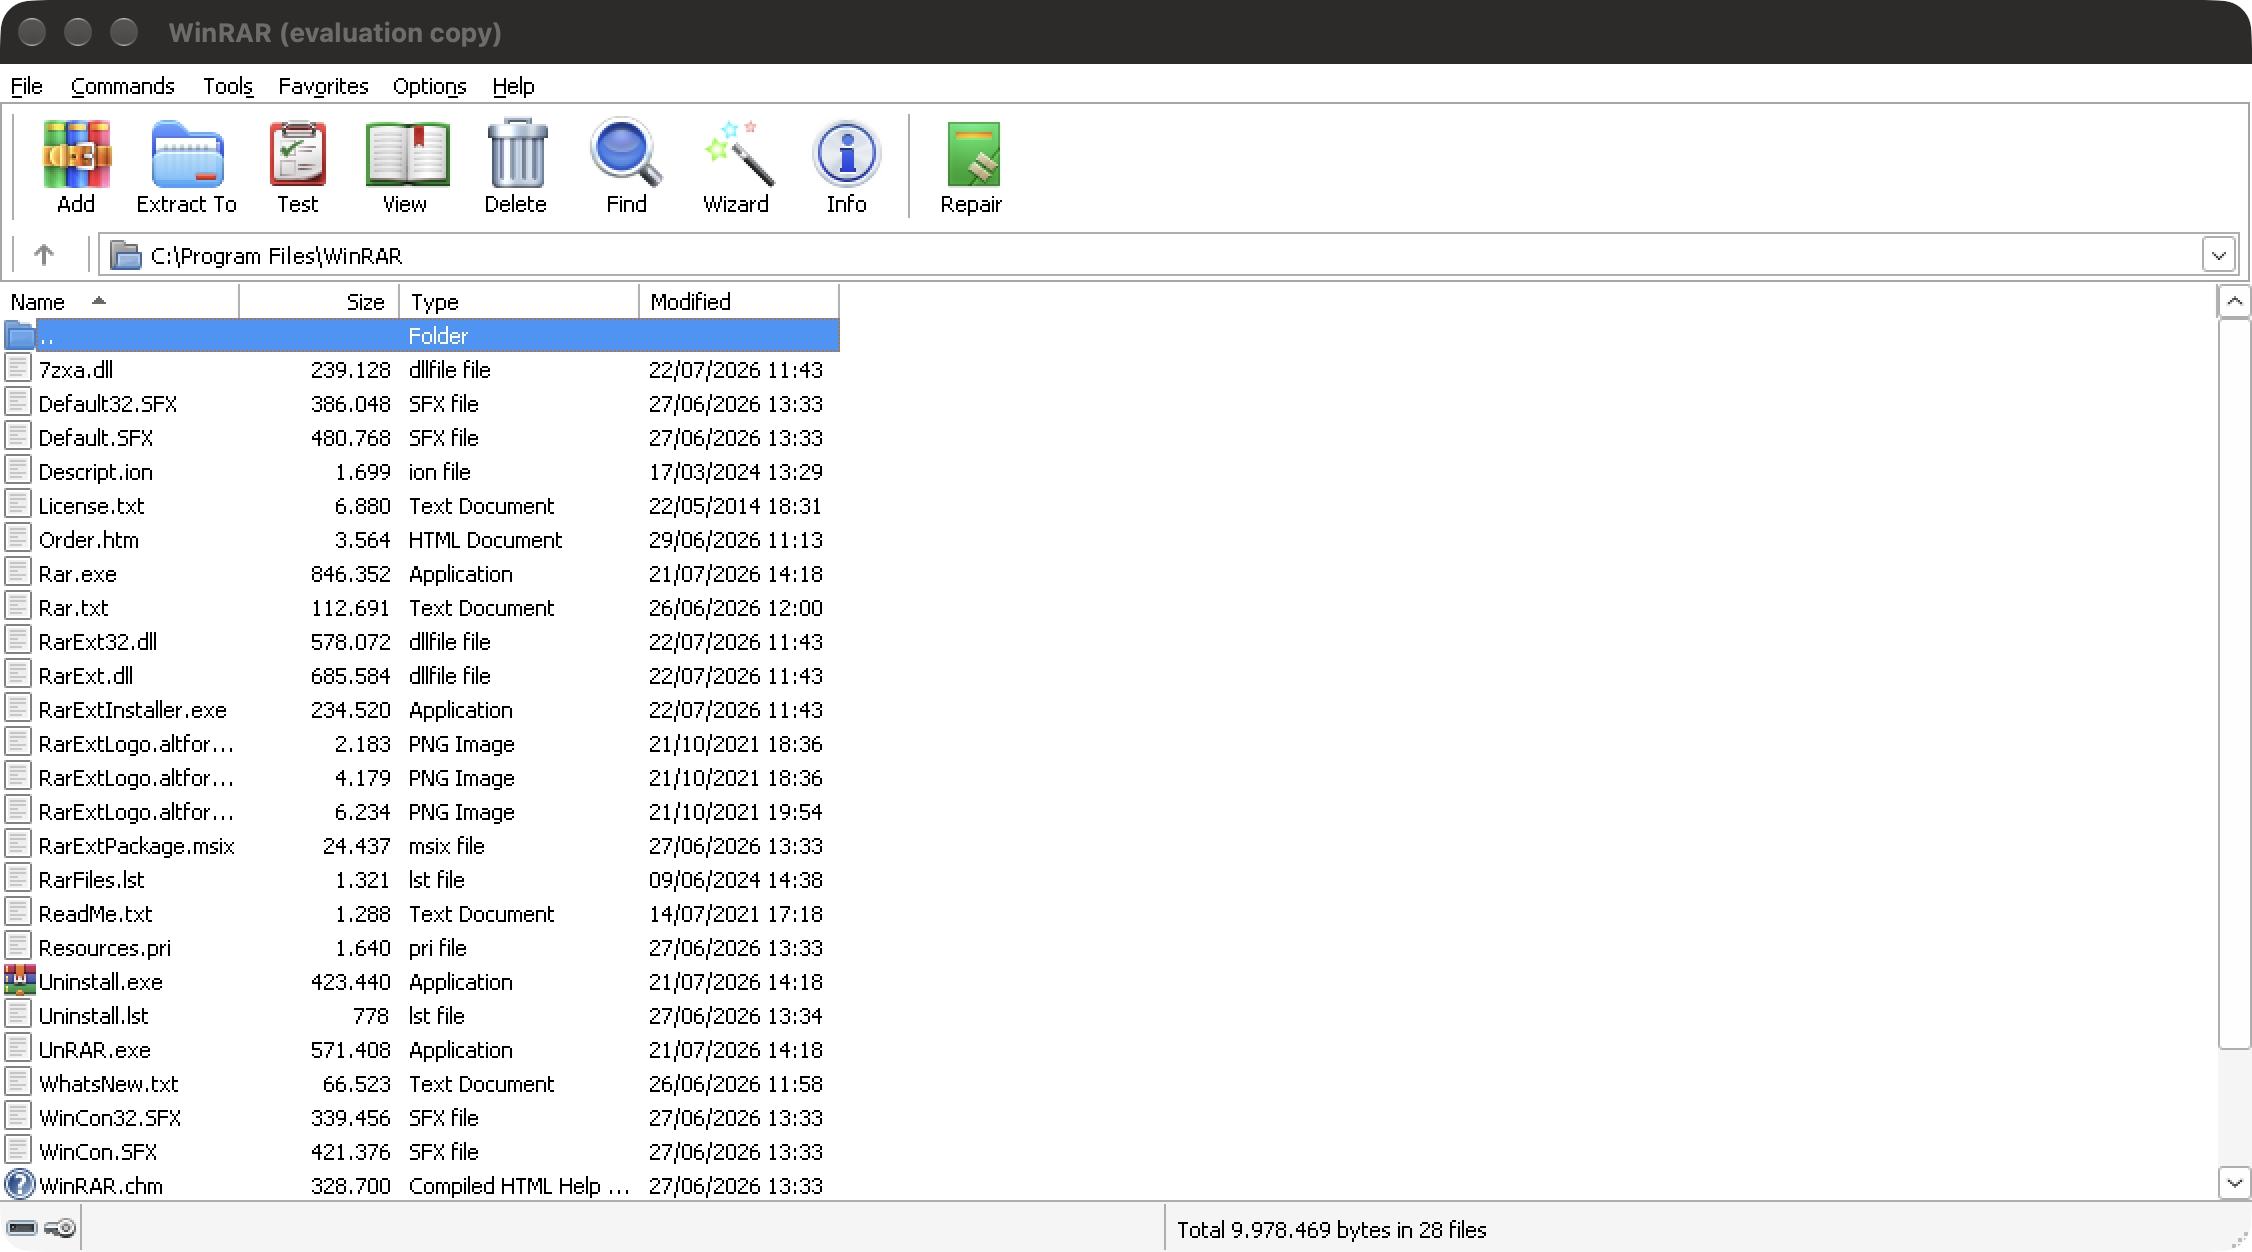 WinRAR (evaluation copy)
File Commands Tools Favorites Options Help
Add Extract To Test View Delete Find Wizard Info Repair
C:\Program Files\WinRAR
Name Size Type Modified
.. Folder
7zxa.dll 239.128 dllfile file 22/07/2026 11:43
Default32.SFX 386.048 SFX file 27/06/2026 13:33
Default.SFX 480.768 SFX file 27/06/2026 13:33
Descript.ion 1.699 ion file 17/03/2024 13:29
License.txt 6.880 Text Document 22/05/2014 18:31
Order.htm 3.564 HTML Document 29/06/2026 11:13
Rar.exe 846.352 Application 21/07/2026 14:18
Rar.txt 112.691 Text Document 26/06/2026 12:00
RarExt32.dll 578.072 dllfile file 22/07/2026 11:43
RarExt.dll 685.584 dllfile file 22/07/2026 11:43
RarExtInstaller.exe 234.520 Application 22/07/2026 11:43
RarExtLogo.altfor... 2.183 PNG Image 21/10/2021 18:36
RarExtLogo.altfor... 4.179 PNG Image 21/10/2021 18:36
RarExtLogo.altfor... 6.234 PNG Image 21/10/2021 19:54
RarExtPackage.msix 24.437 msix file 27/06/2026 13:33
RarFiles.lst 1.321 lst file 09/06/2024 14:38
ReadMe.txt 1.288 Text Document 14/07/2021 17:18
Resources.pri 1.640 pri file 27/06/2026 13:33
Uninstall.exe 423.440 Application 21/07/2026 14:18
Uninstall.lst 778 lst file 27/06/2026 13:34
UnRAR.exe 571.408 Application 21/07/2026 14:18
WhatsNew.txt 66.523 Text Document 26/06/2026 11:58
WinCon32.SFX 339.456 SFX file 27/06/2026 13:33
WinCon.SFX 421.376 SFX file 27/06/2026 13:33
WinRAR.chm 328.700 Compiled HTML Help ... 27/06/2026 13:33
Total 9.978.469 bytes in 28 files